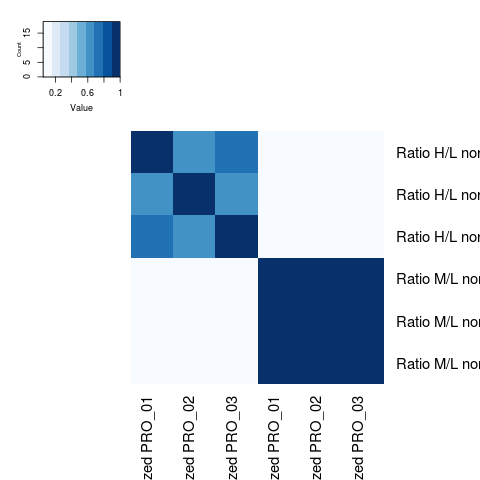 15
5
0
Count
0.2 0.6 1
Value
Ratio H/L nor
Ratio H/L nor
Ratio H/L nor
Ratio M/L nor
Ratio M/L nor
Ratio M/L nor
zed PRO_01
zed PRO_02
zed PRO_03
zed PRO_01
zed PRO_02
zed PRO_03